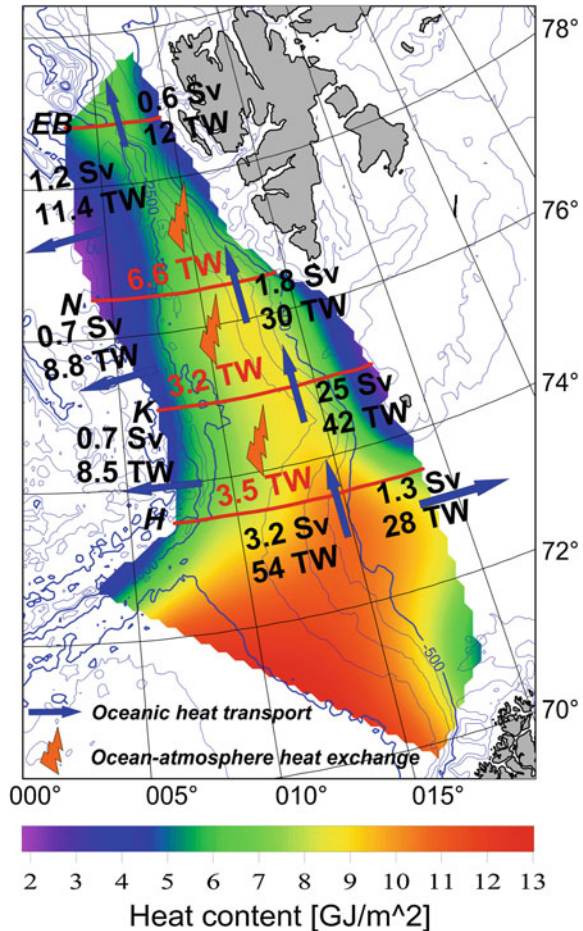 78°
EB
0.6 Sv
12 TW
1.2 Sv
11.4 TW
2500
76°
6.6 TW
N
1.8 Sv
30 TW
0.7 Sv
8.8 TW
74°
3.2 TW
K
25 Sv
42 TW
0.7 Sv
8.5 TW
3.5 TW
H
1.3 Sv
28 TW
3.2 Sv
54 TW
72°
-500
70°
Oceanic heat transport
Ocean-atmosphere heat exchange
000° 005° 010° 015°
2 3 4 5 6 7 8 9 10 11 12 13
Heat content [GJ/m^2]